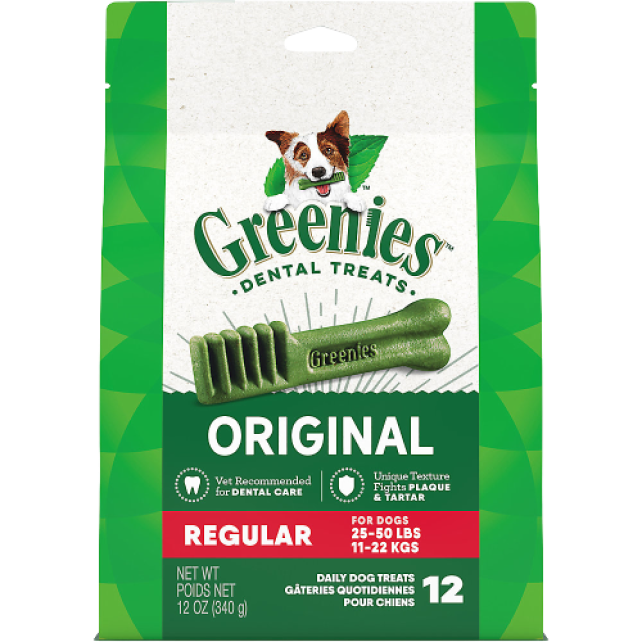 Greenies™
™
• DENTAL TREATS •
Greenies
ORIGINAL
Vet Recommended
for DENTAL CARE
Unique Texture
Fights PLAQUE
& TARTAR
REGULAR
FOR DOGS
25-50 LBS
11-22 KGS
NET WT
POIDS NET
12 OZ (340 g)
DAILY DOG TREATS
GÂTERIES QUOTIDIENNES
POUR CHIENS
12